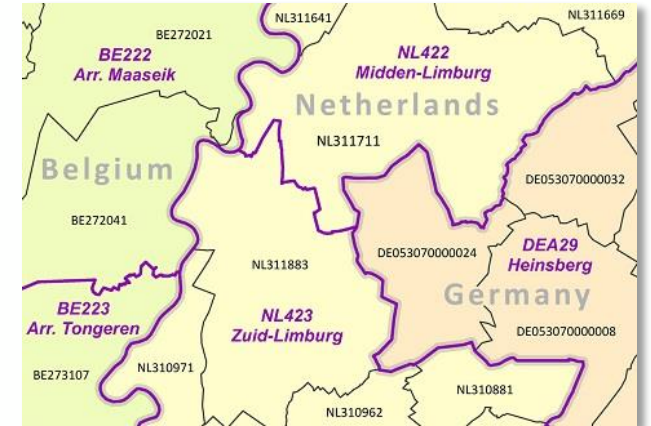 NL311641
NL311669
BE272021
BE222
Arr. Maaseik
NL422
Midden-Limburg
Netherlands
NL311711
Belgium
DE053070000032
BE272041
DE053070000024
DEA29
Heinsberg
NL311883
Germany
BE223
Arr. Tongeren
NL423
Zuid-Limburg
DE053070000008
BE273107
NL310971
NL310881
NL310962